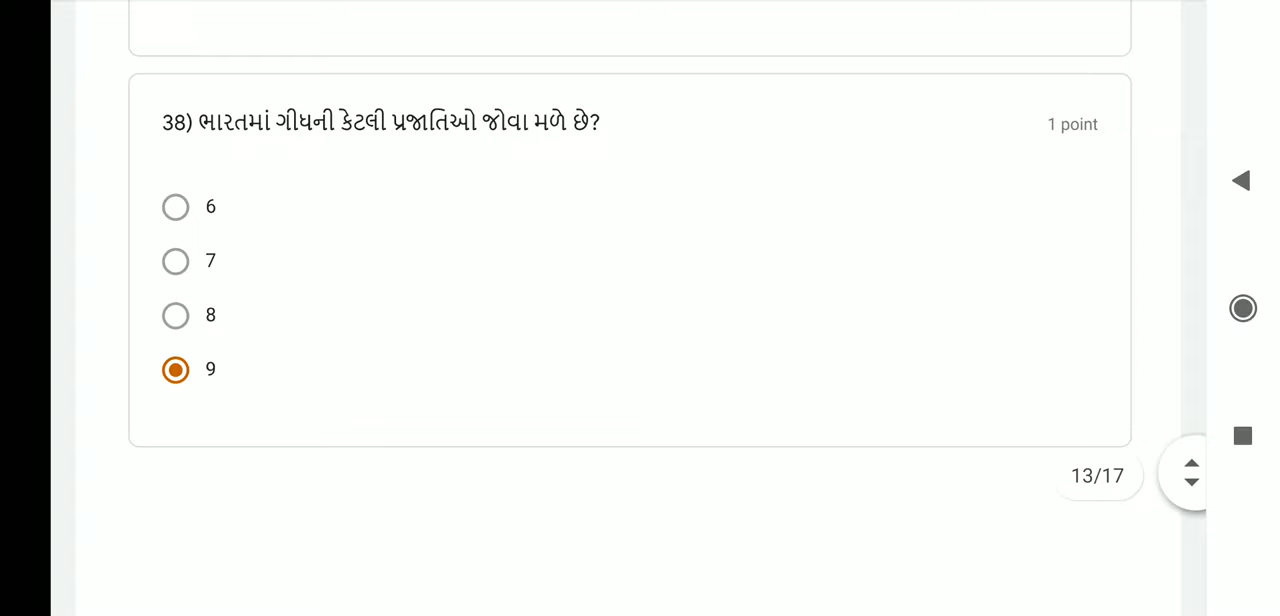 38) ભારતમાં ગીધની કેટલી પ્રજાતિઓ જોવા મળે છે?
1 point
6
7
8
9
13/17